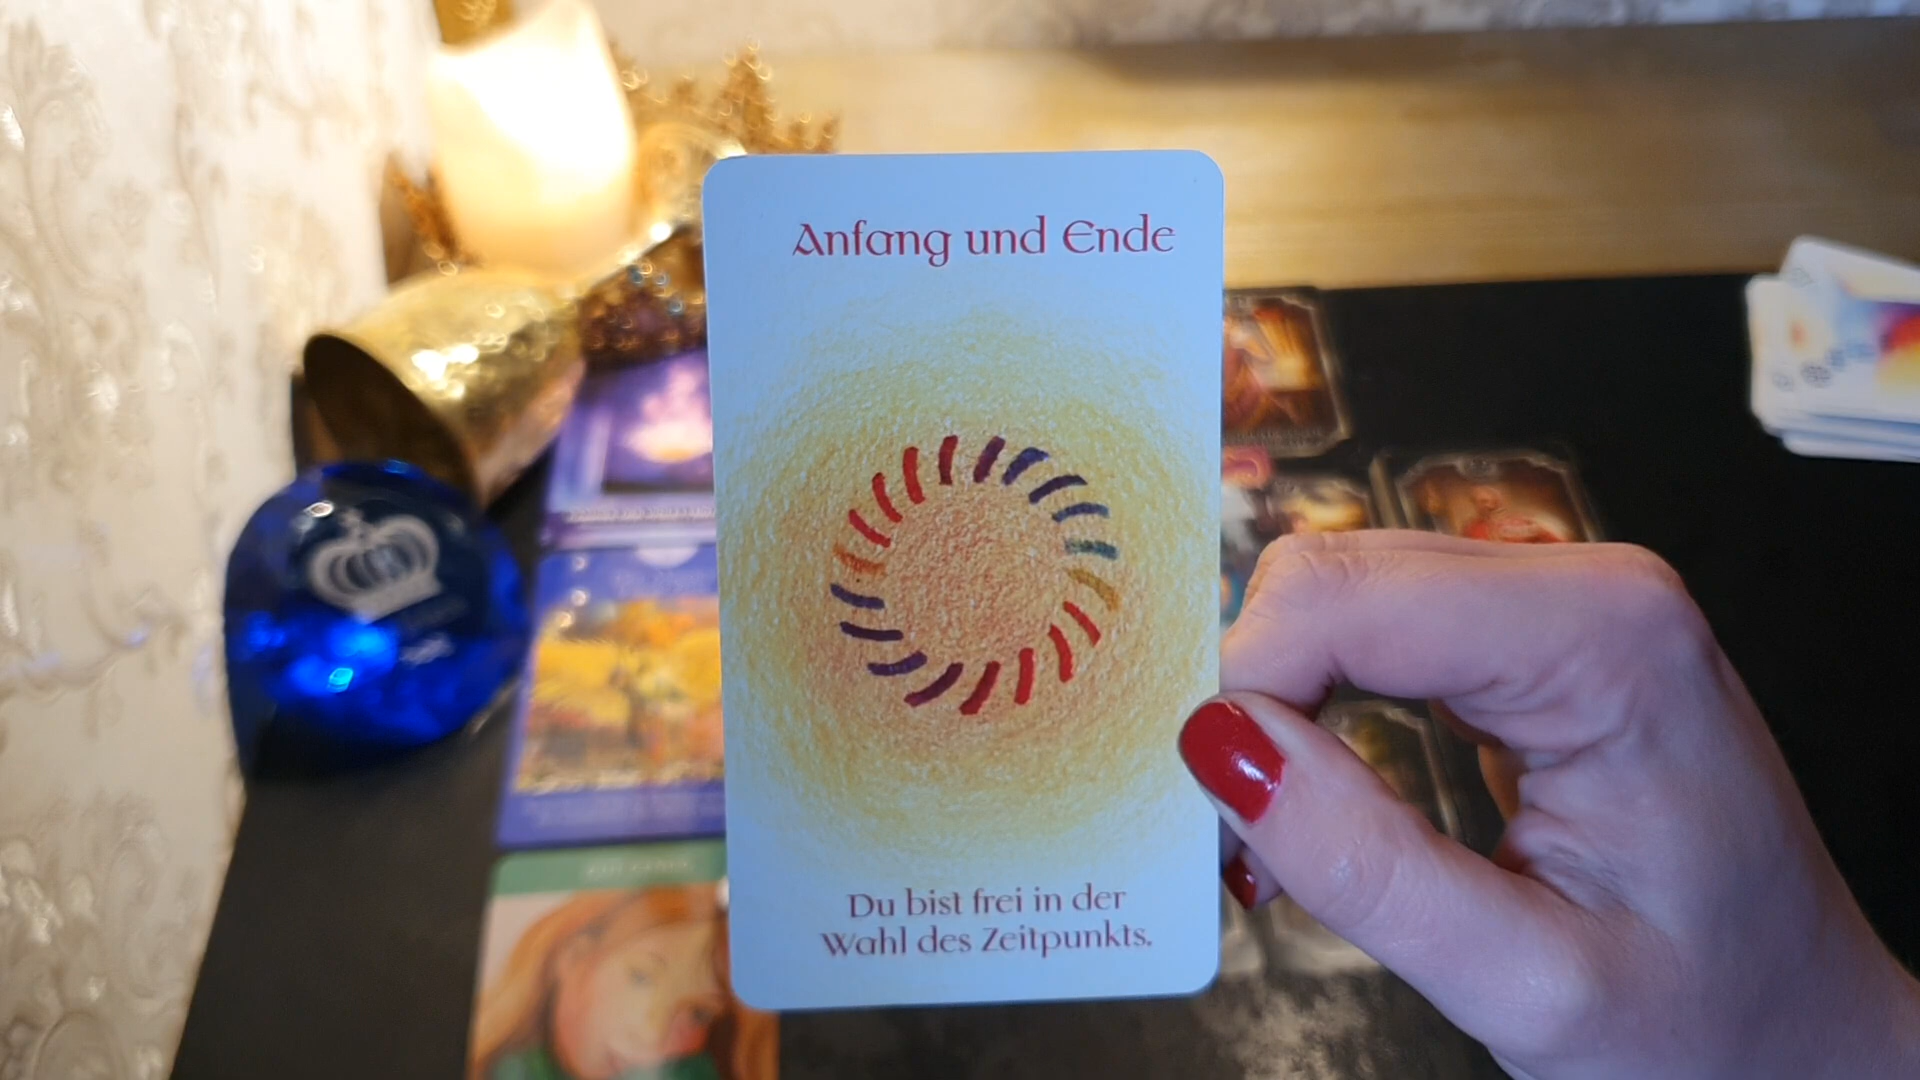 Anfang und Ende
Du bist frei in der
Wahl des Zeitpunkts.